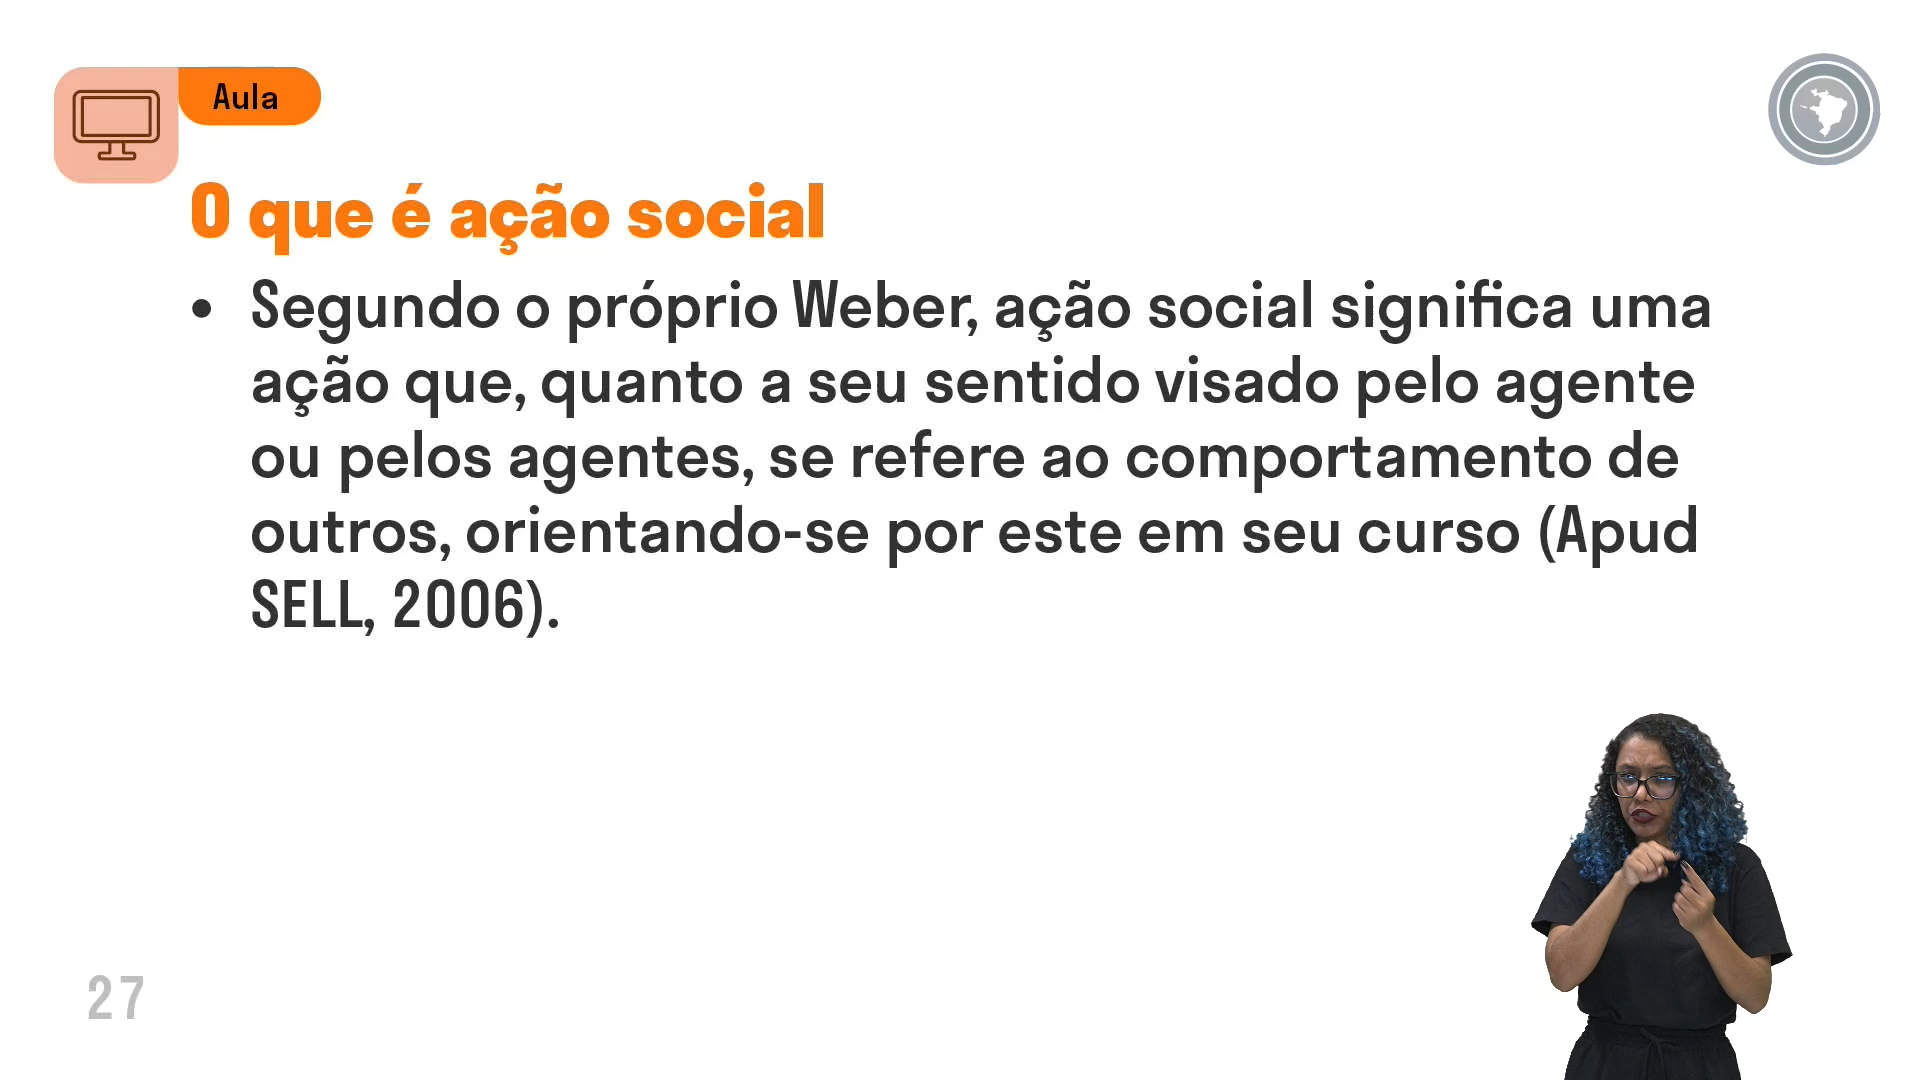 Aula
O que é ação social
• Segundo o próprio Weber, ação social significa uma
ação que, quanto a seu sentido visado pelo agente
ou pelos agentes, se refere ao comportamento de
outros, orientando-se por este em seu curso (Apud
SELL, 2006).
27